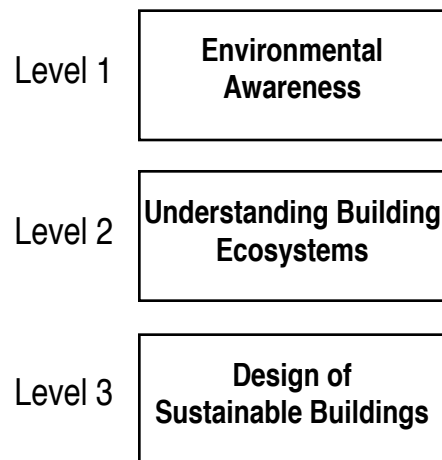 Level 1
Environmental
Awareness
Level 2
Understanding Building
Ecosystems
Level 3
Design of
Sustainable Buildings